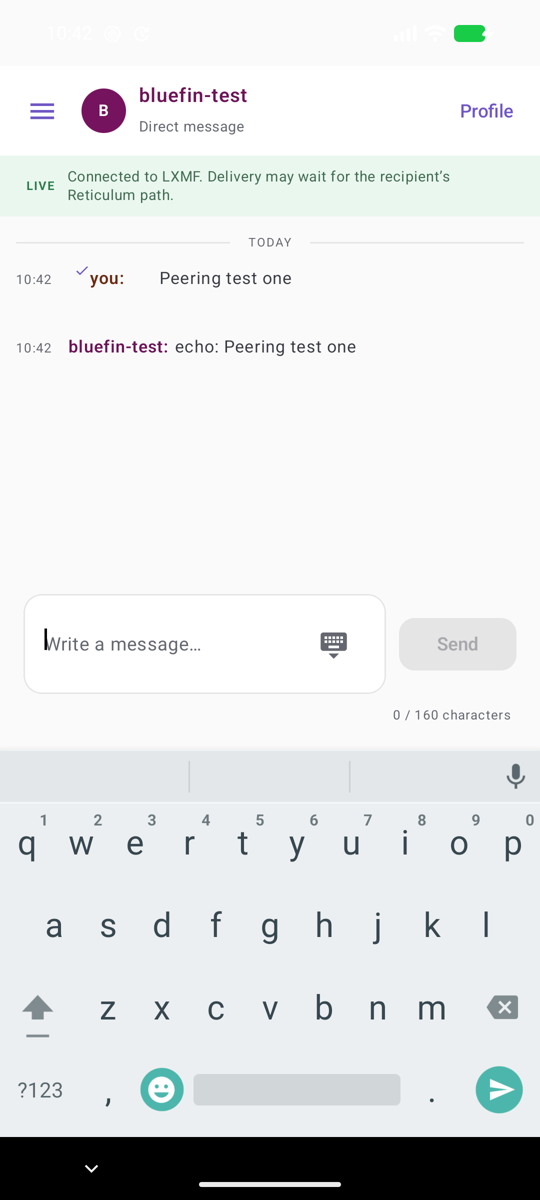 10:42
B
bluefin-test
Direct message
Profile
LIVE
Connected to LXMF. Delivery may wait for the recipient’s
Reticulum path.
TODAY
10:42 you: Peering test one
10:42 bluefin-test: echo: Peering test one
Write a message…
Send
0 / 160 characters
1 2 3 4 5 6 7 8 9 0
q w e r t y u i o p
a s d f g h j k l
z x c v b n m
?123 , .